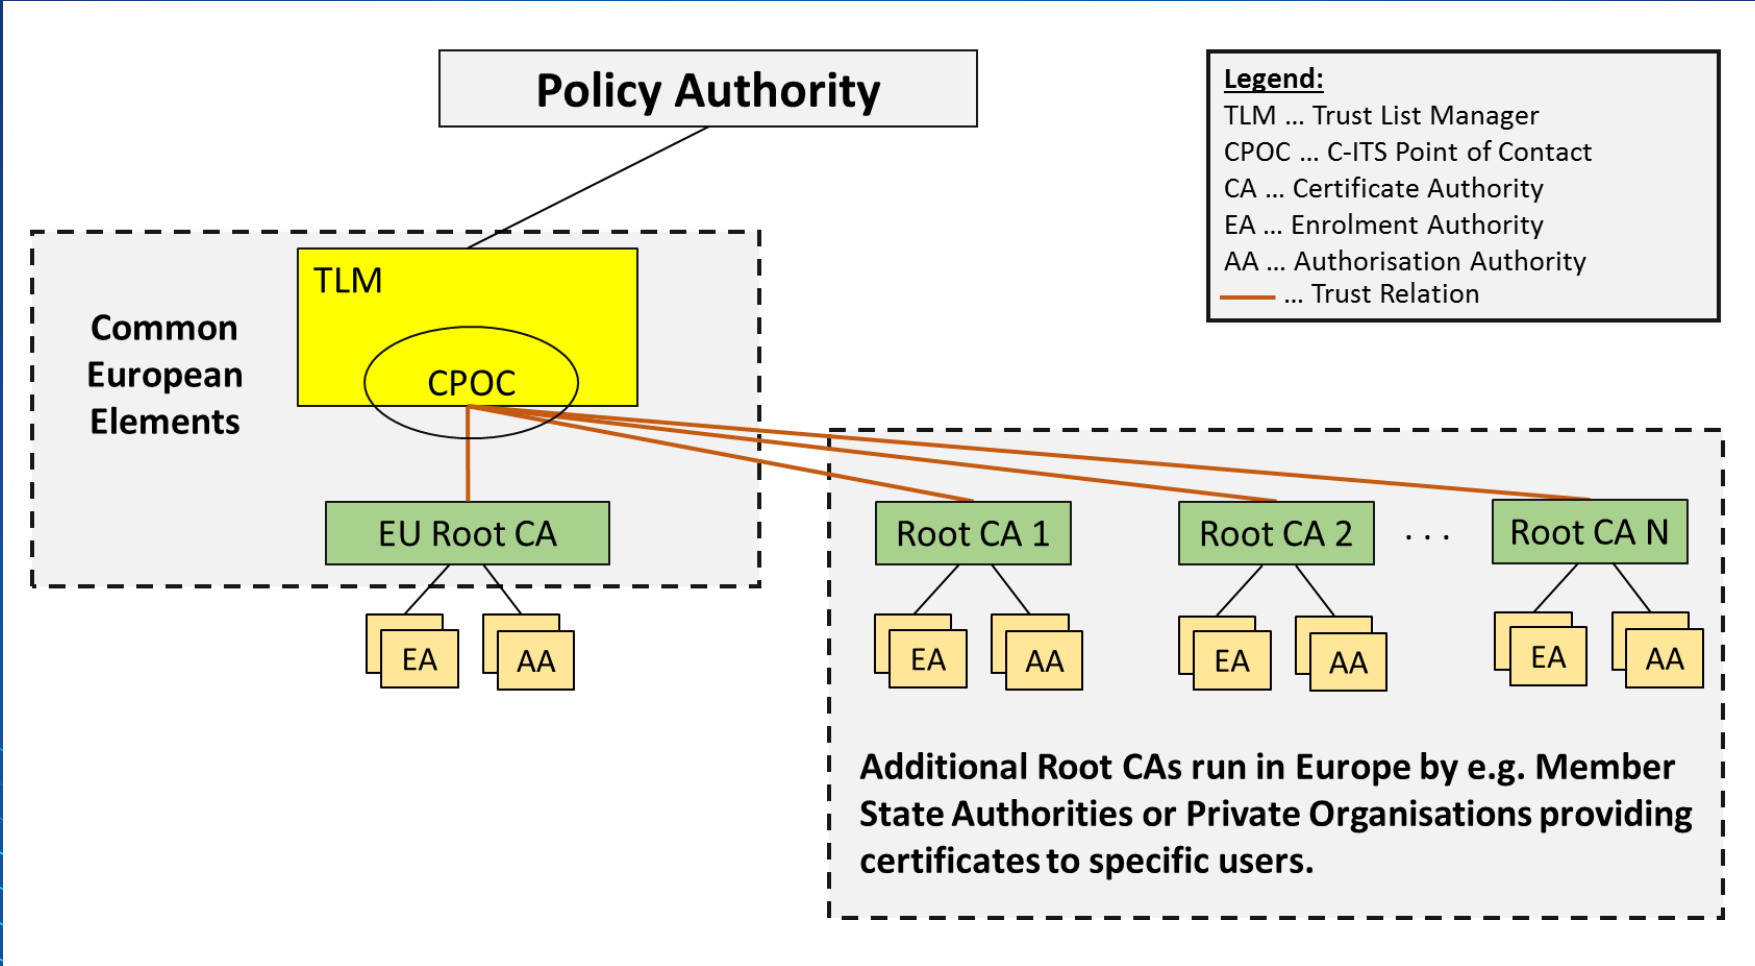 Policy Authority
Legend:
TLM ... Trust List Manager
CPOC ... C-ITS Point of Contact
CA ... Certificate Authority
EA ... Enrolment Authority
AA ... Authorisation Authority
... Trust Relation
TLM
Common
European
Elements
CPOC
EU Root CA
Root CA 1
Root CA 2
. . .
Root CA N
EA
AA
EA
AA
EA
AA
EA
AA
Additional Root CAs run in Europe by e.g. Member
State Authorities or Private Organisations providing
certificates to specific users.